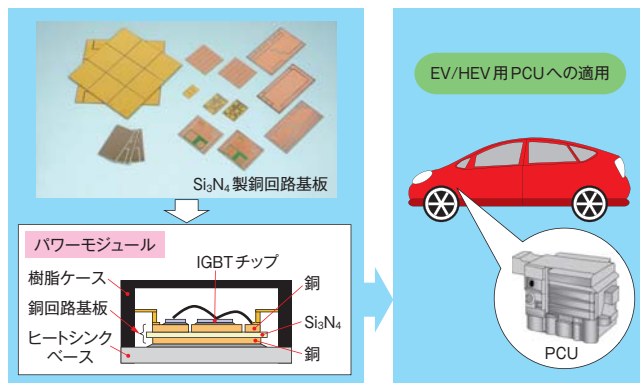 Si₃N₄製銅回路基板
パワーモジュール
IGBTチップ
樹脂ケース
銅回路基板
ヒートシンク
ベース
銅
Si₃N₄
銅
EV/HEV用PCUへの適用
PCU